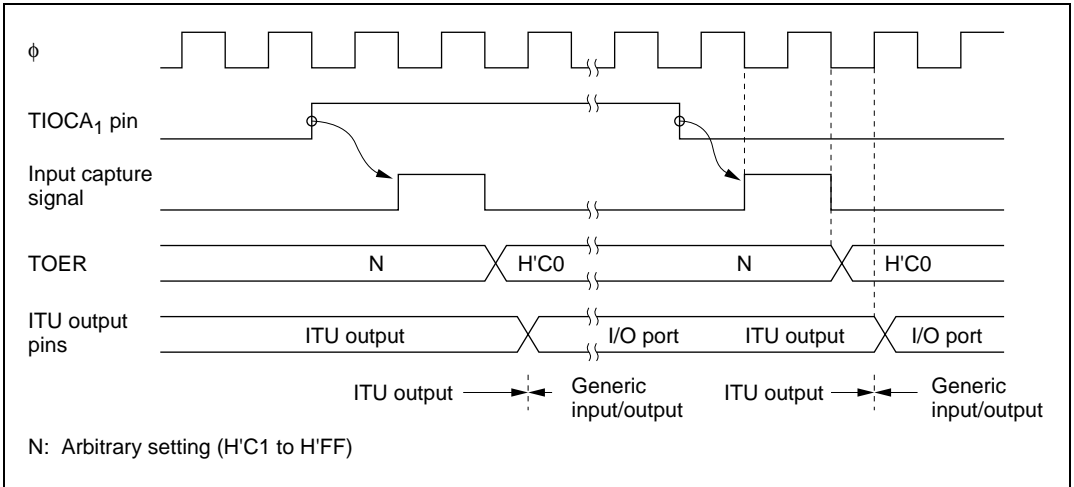 ϕ
TIOCA1 pin
Input capture
signal
TOER N H'C0 N H'C0
ITU output
pins
ITU output I/O port ITU output I/O port
ITU output Generic
input/output
ITU output Generic
input/output
N: Arbitrary setting (H'C1 to H'FF)